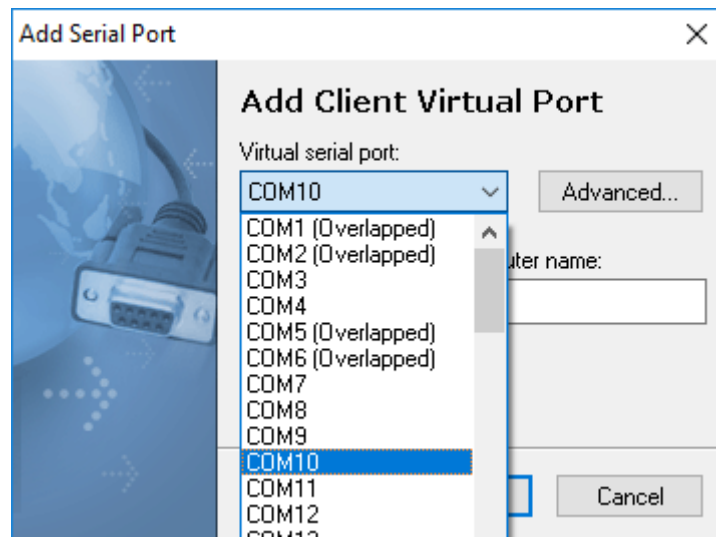 Add Serial Port
Add Client Virtual Port
Virtual serial port:
COM10
Advanced...
COM1 (Overlapped)
COM2 (Overlapped)
COM3
COM4
COM5 (Overlapped)
COM6 (Overlapped)
COM7
COM8
COM9
COM10
COM11
COM12
name:
Cancel